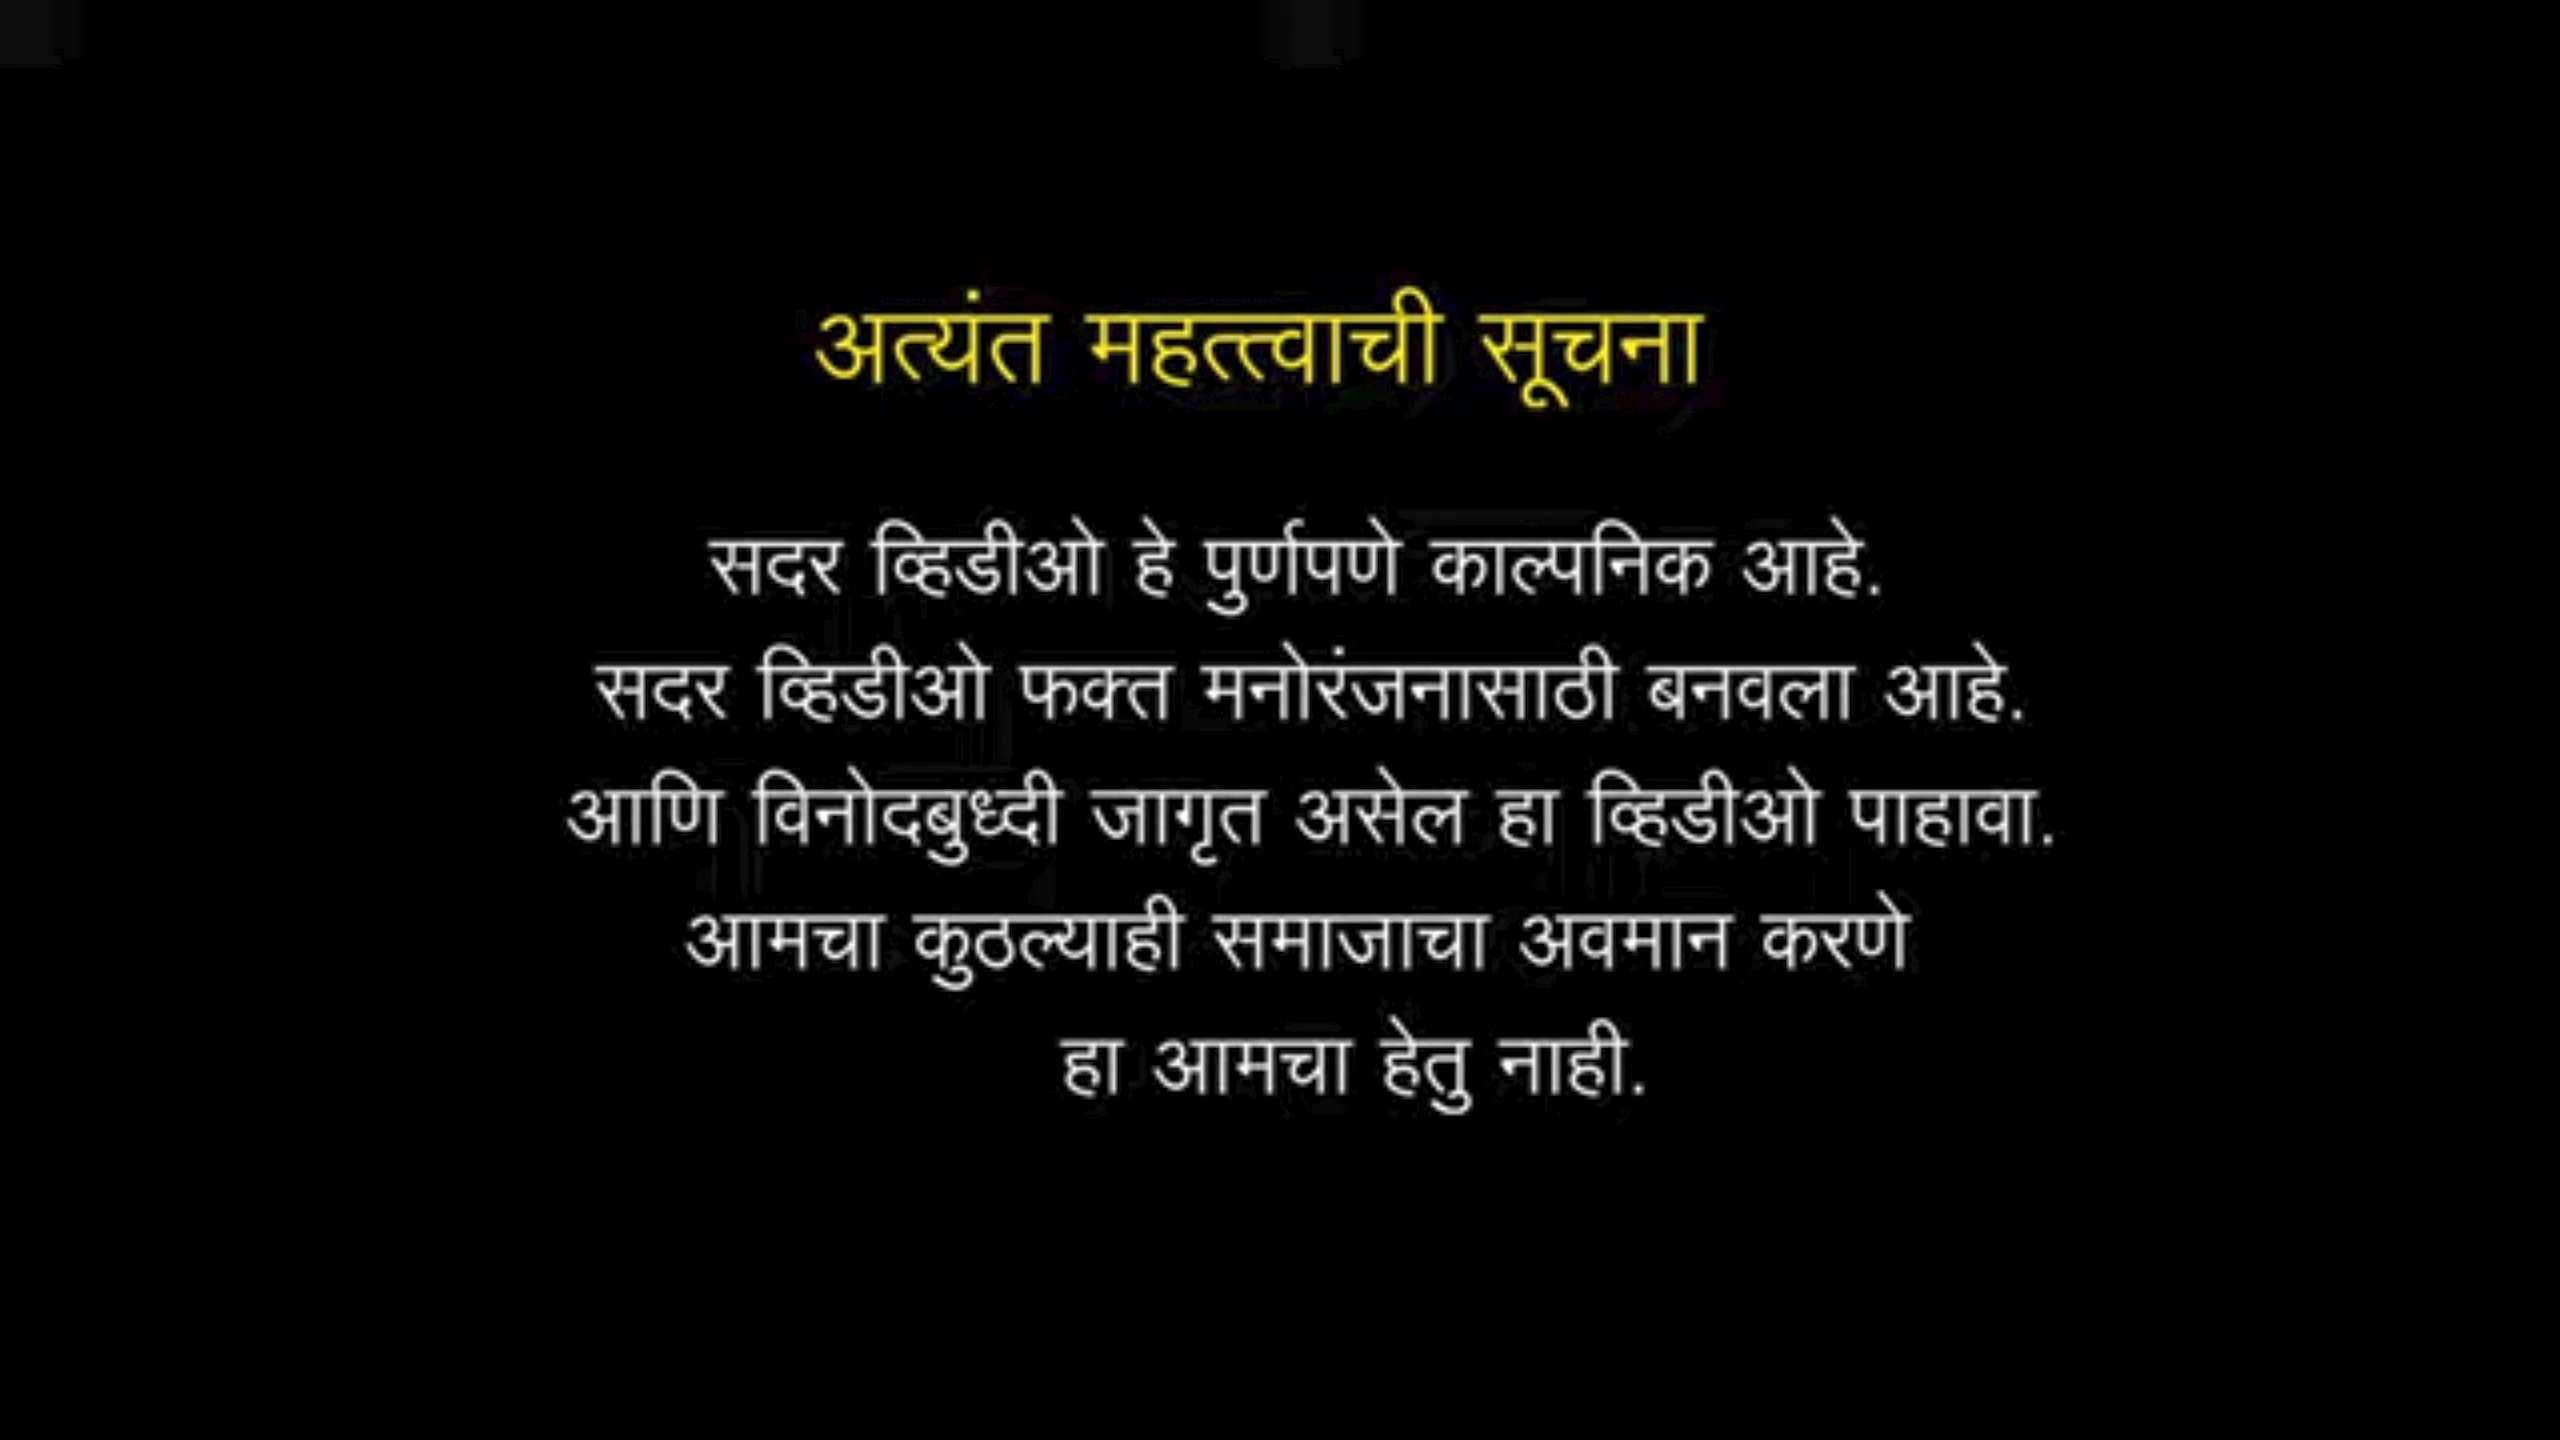 अत्यंत महत्त्वाची सूचना
सदर व्हिडीओ हे पुर्णपणे काल्पनिक आहे.
सदर व्हिडीओ फक्त मनोरंजनासाठी बनवला आहे.
आणि विनोदबुध्दी जागृत असेल हा व्हिडीओ पाहावा.
आमचा कुठल्याही समाजाचा अवमान करणे
हा आमचा हेतु नाही.